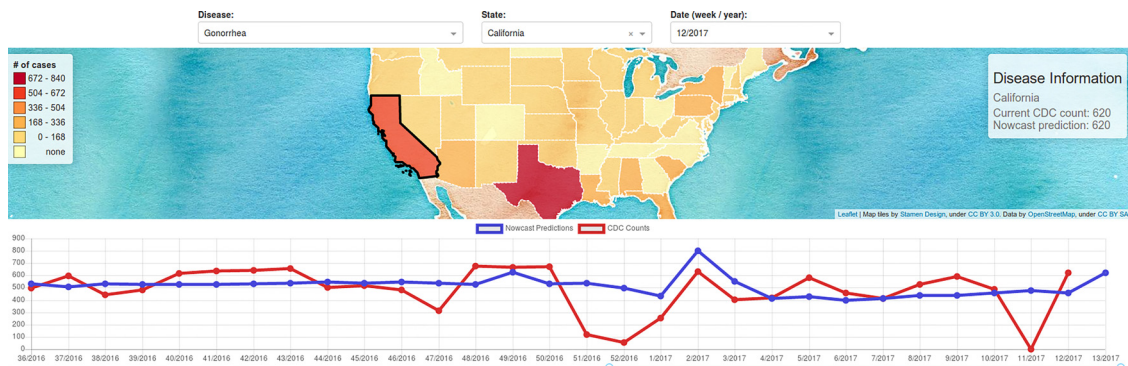 Disease: State: Date (week / year):
Gonorrhea California × 12/2017
# of cases
672 - 840
504 - 672
336 - 504
168 - 336
0 - 168
none
Disease Information
California
Current CDC count: 620
Nowcast prediction: 620
Leaflet | Map tiles by Stamen Design, under CC BY 3.0. Data by OpenStreetMap, under CC BY SA
Nowcast Predictions CDC Counts
900
800
700
600
500
400
300
200
100
0
36/2016 37/2016 38/2016 39/2016 40/2016 41/2016 42/2016 43/2016 44/2016 45/2016 46/2016 47/2016 48/2016 49/2016 50/2016 51/2016 52/2016 1/2017 2/2017 3/2017 4/2017 5/2017 6/2017 7/2017 8/2017 9/2017 10/2017 11/2017 12/2017 13/2017